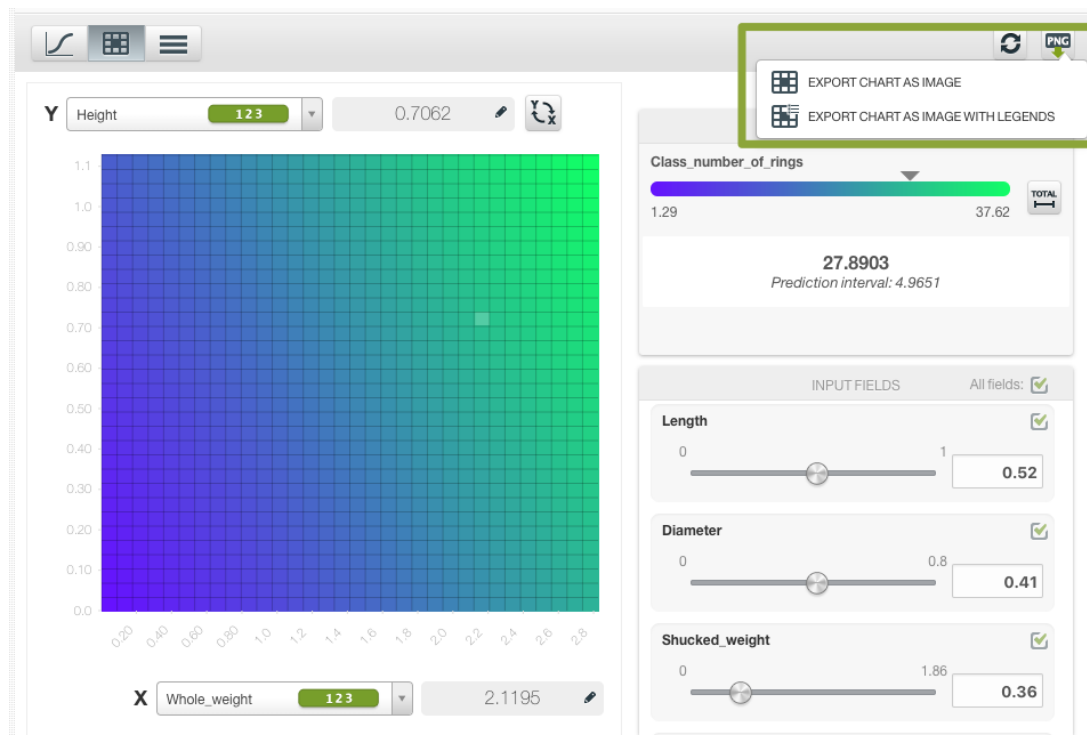 PNG
EXPORT CHART AS IMAGE
EXPORT CHART AS IMAGE WITH LEGENDS
Y Height 123 0.7062 Y X
1.1
1.0
0.90
0.80
0.70
0.60
0.50
0.40
0.30
0.20
0.10
0.0
0.20 0.40 0.60 0.80 1.0 1.2 1.4 1.6 1.8 2.0 2.2 2.4 2.6 2.8
X Whole_weight 123 2.1195
Class_number_of_rings
1.29 37.62
TOTAL
27.8903
Prediction interval: 4.9651
INPUT FIELDS All fields:
Length
0 1
0.52
Diameter
0 0.8
0.41
Shucked_weight
0 1.86
0.36